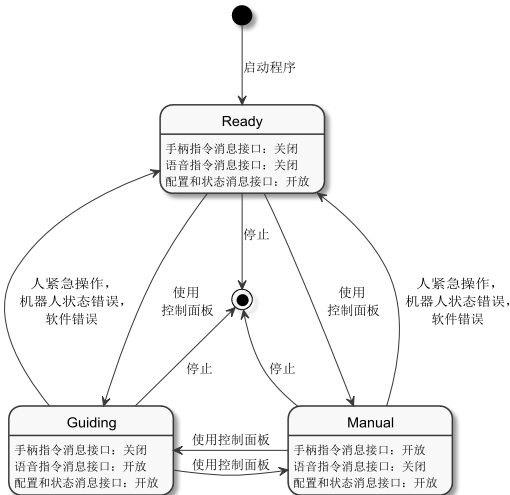 启动程序
Ready
手柄指令消息接口：关闭
语音指令消息接口：关闭
配置和状态消息接口：开放
停止
人紧急操作，
机器人状态错误，
软件错误
使用
控制面板
使用
控制面板
人紧急操作，
机器人状态错误，
软件错误
停止
停止
Guiding
手柄指令消息接口：关闭
语音指令消息接口：开放
配置和状态消息接口：开放
使用控制面板
使用控制面板
Manual
手柄指令消息接口：开放
语音指令消息接口：关闭
配置和状态消息接口：开放